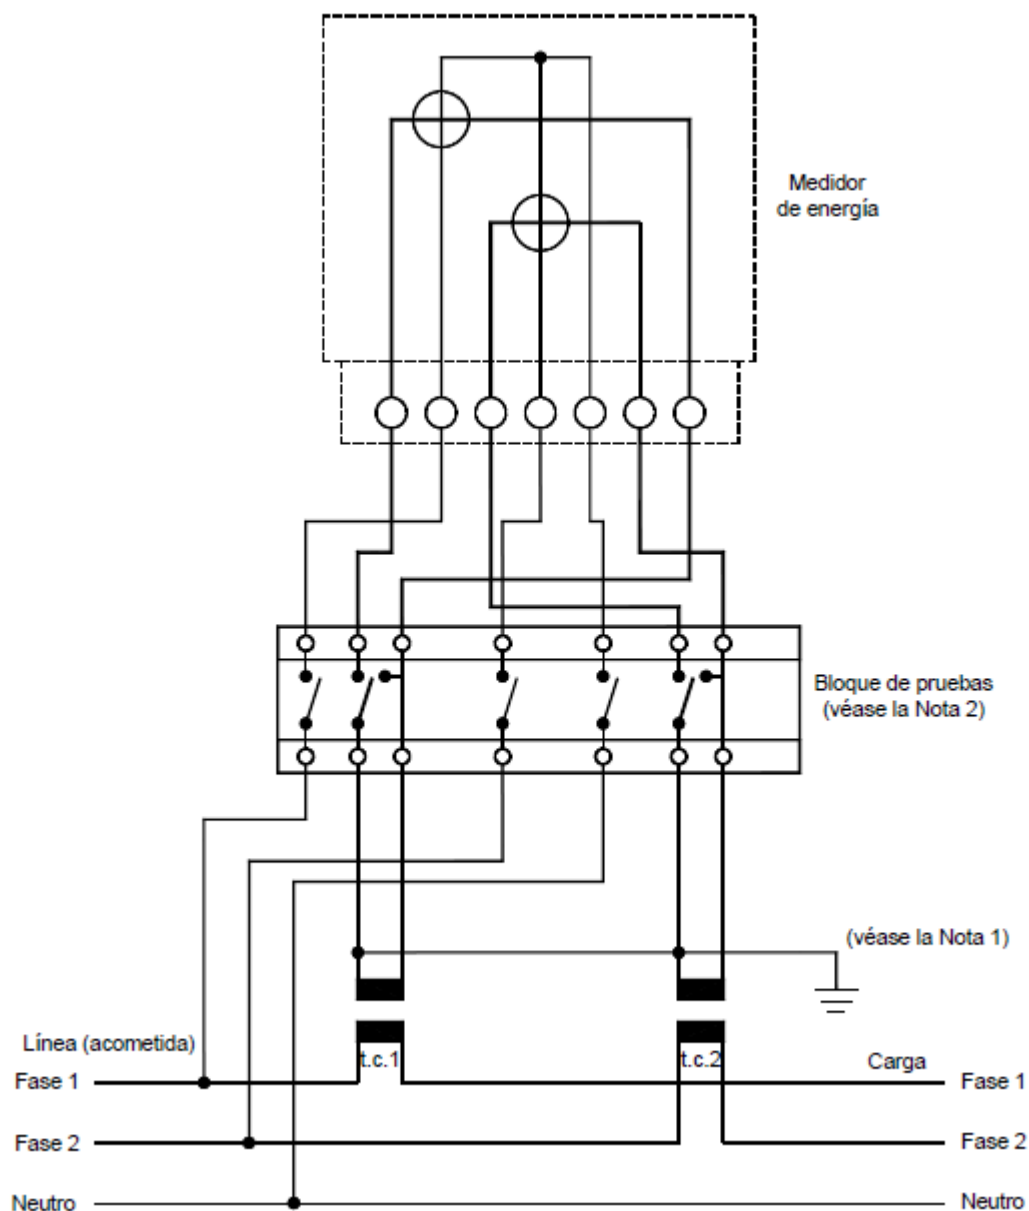 Medidor
de energía
Bloque de pruebas
(véase la Nota 2)
(véase la Nota 1)
Línea (acometida)
t.c.1
t.c.2
Carga
Fase 1
Fase 1
Fase 2
Fase 2
Neutro
Neutro